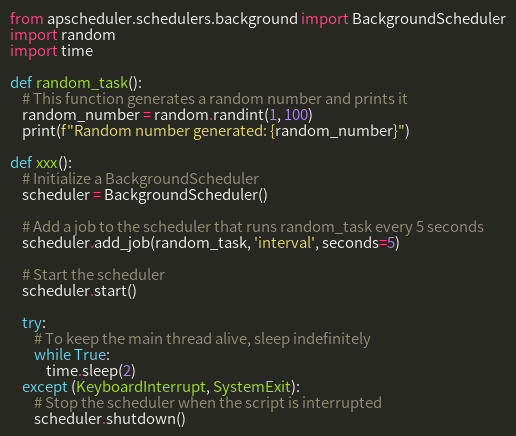 from apscheduler.schedulers.background import BackgroundScheduler
import random
import time

def random_task():
    # This function generates a random number and prints it
    random_number = random.randint(1, 100)
    print(f"Random number generated: {random_number}")

def xxx():
    # Initialize a BackgroundScheduler
    scheduler = BackgroundScheduler()

    # Add a job to the scheduler that runs random_task every 5 seconds
    scheduler.add_job(random_task, 'interval', seconds=5)

    # Start the scheduler
    scheduler.start()

    try:
        # To keep the main thread alive, sleep indefinitely
        while True:
            time.sleep(2)
    except (KeyboardInterrupt, SystemExit):
        # Stop the scheduler when the script is interrupted
        scheduler.shutdown()